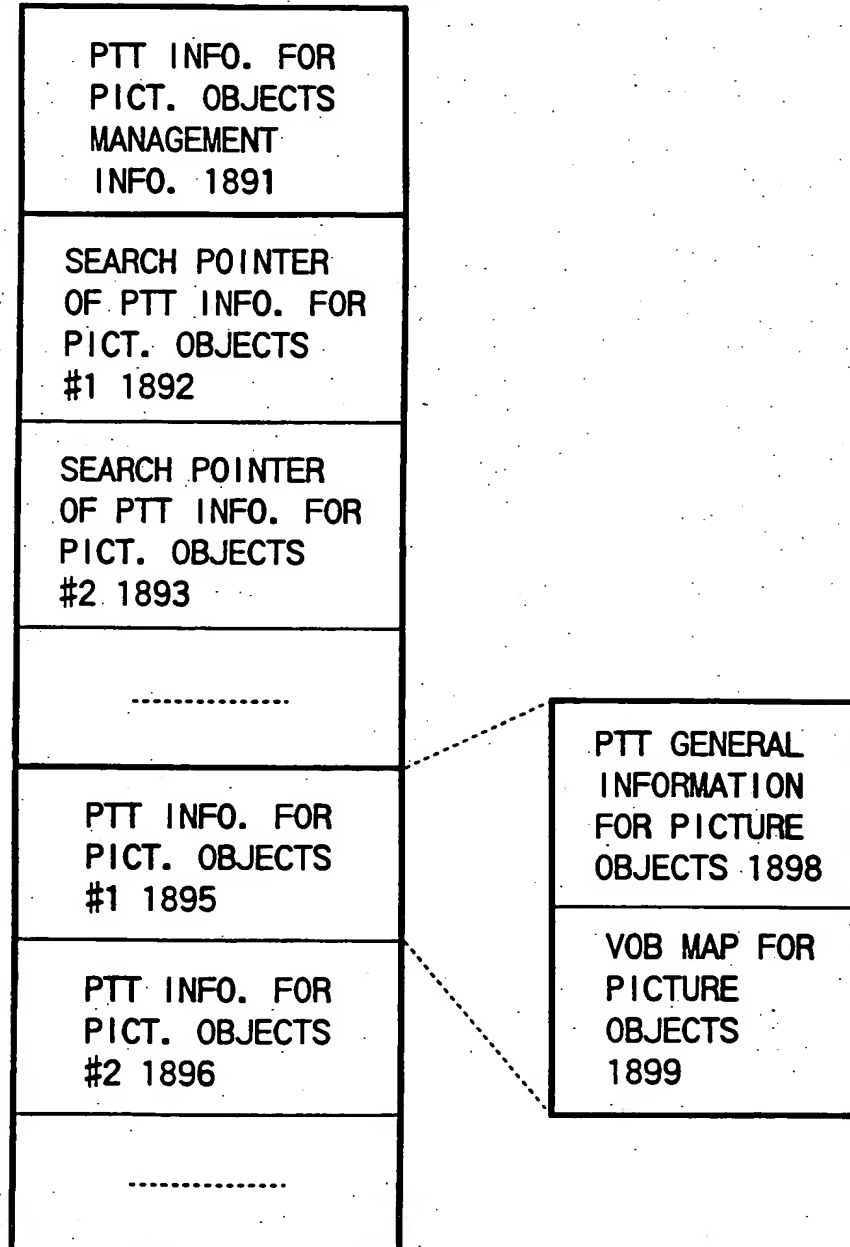 PTT INFO. FOR
PICT. OBJECTS
MANAGEMENT
INFO. 1891
SEARCH POINTER
OF PTT INFO. FOR
PICT. OBJECTS
#1 1892
SEARCH POINTER
OF PTT INFO. FOR
PICT. OBJECTS
#2 1893
PTT INFO. FOR
PICT. OBJECTS
#1 1895
PTT INFO. FOR
PICT. OBJECTS
#2 1896
PTT GENERAL
INFORMATION
FOR PICTURE
OBJECTS 1898
VOB MAP FOR
PICTURE
OBJECTS
1899